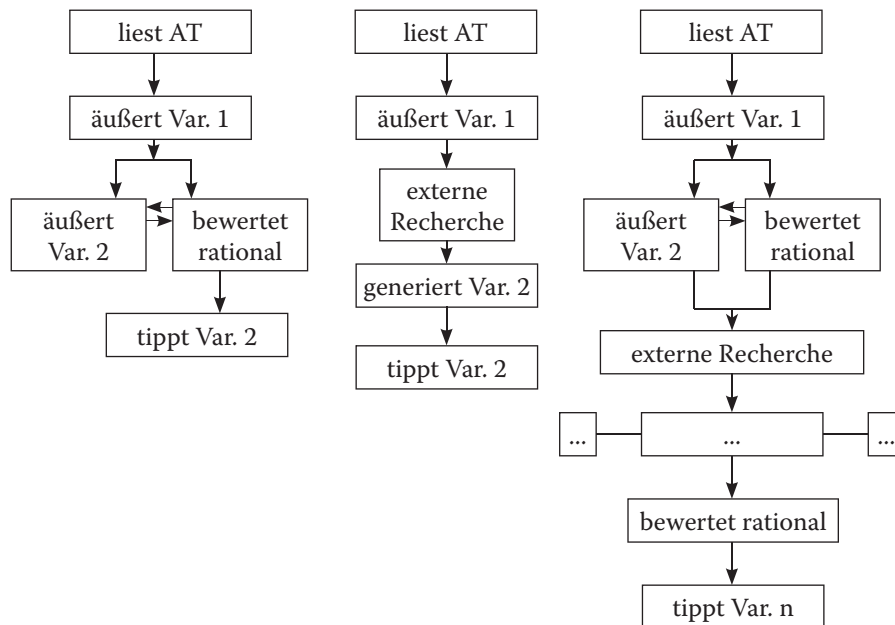 liest AT
äußert Var. 1
äußert
Var. 2
bewertet
rational
tippt Var. 2
liest AT
äußert Var. 1
externe
Recherche
generiert Var. 2
tippt Var. 2
liest AT
äußert Var. 1
äußert
Var. 2
bewertet
rational
externe Recherche
...
...
...
bewertet rational
tippt Var. n